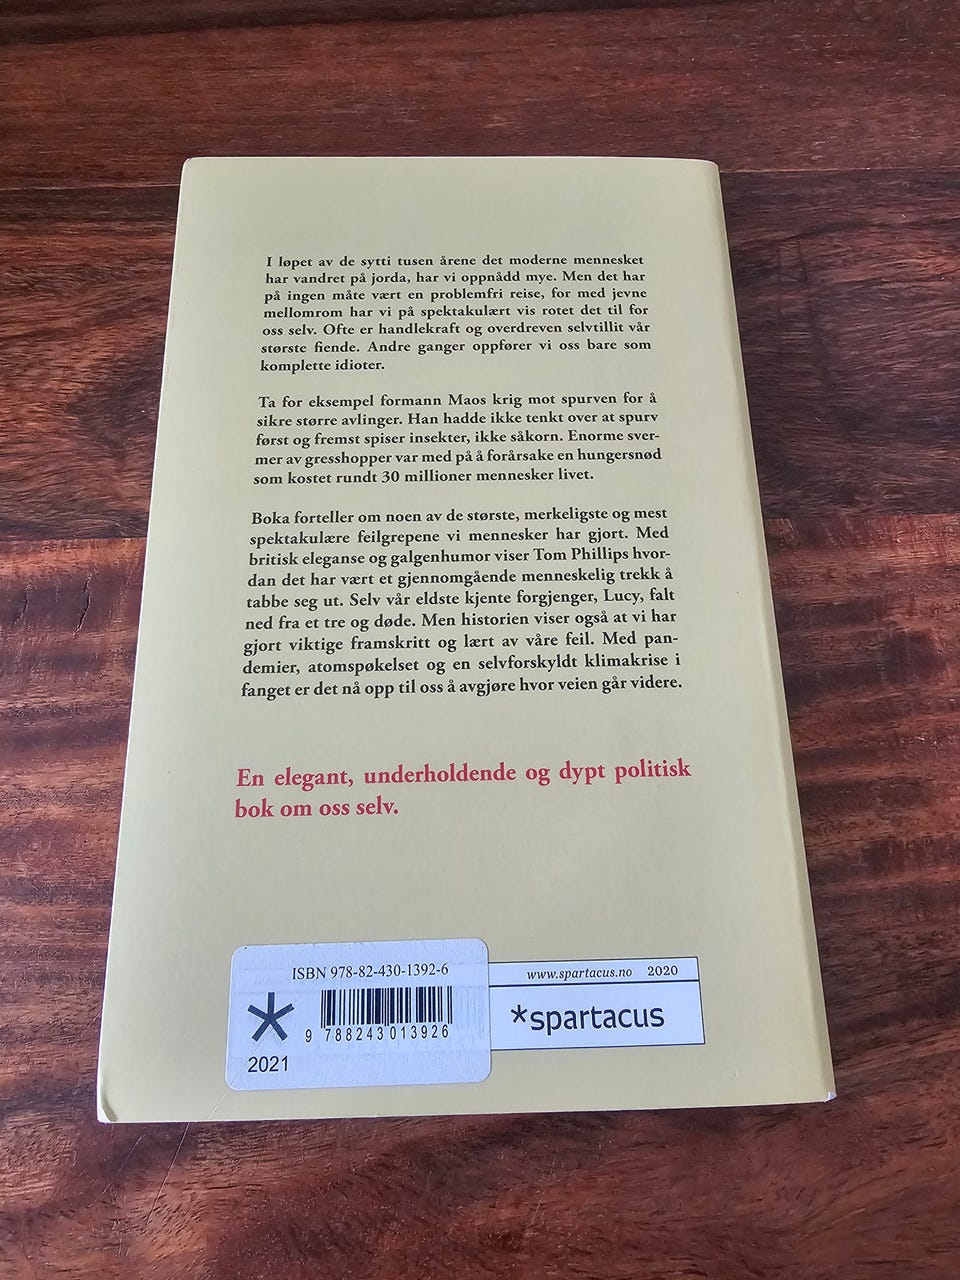 I løpet av de sytti tusen årene det moderne mennesket
har vandret på jorda, har vi oppnådd mye. Men det har
på ingen måte vært en problemfri reise, for med jevne
mellomrom har vi på spektakulært vis rotet det til for
oss selv. Ofte er handlekraft og overdreven selvtillit vår
største fiende. Andre ganger oppfører vi oss bare som
komplette idioter.
Ta for eksempel formann Maos krig mot spurven for å
sikre større avlinger. Han hadde ikke tenkt over at spurv
først og fremst spiser insekter, ikke såkorn. Enorme sver-
mer av gresshopper var med på å forårsake en hungersnød
som kostet rundt 30 millioner mennesker livet.
Boka forteller om noen av de største, merkeligste og mest
spektakulære feilgrepene vi mennesker har gjort. Med
britisk eleganse og galgenhumor viser Tom Phillips hvor-
dan det har vært et gjennomgående menneskelig trekk å
tabbe seg ut. Selv vår eldste kjente forgjenger, Lucy, falt
ned fra et tre og døde. Men historien viser også at vi har
gjort viktige framskritt og lært av våre feil. Med pan-
demier, atomspøkelset og en selvforskyldt klimakrise i
fanget er det nå opp til oss å avgjøre hvor veien går videre.
En elegant, underholdende og dypt politisk
bok om oss selv.
ISBN 978-82-430-1392-6
9 788243 013926
2021
www.spartacus.no 2020
*spartacus